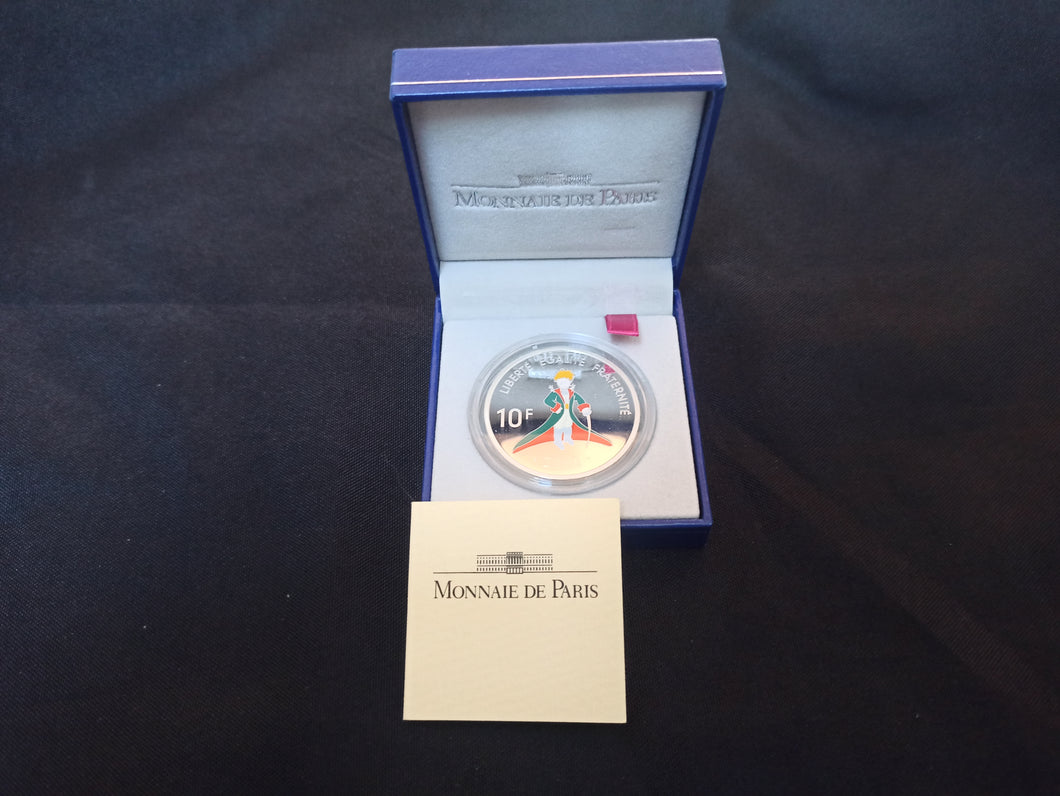 MONNAIE DE PARIS
LIBERTÉ ÉGALITÉ FRATERNITÉ
10F
MONNAIE DE PARIS